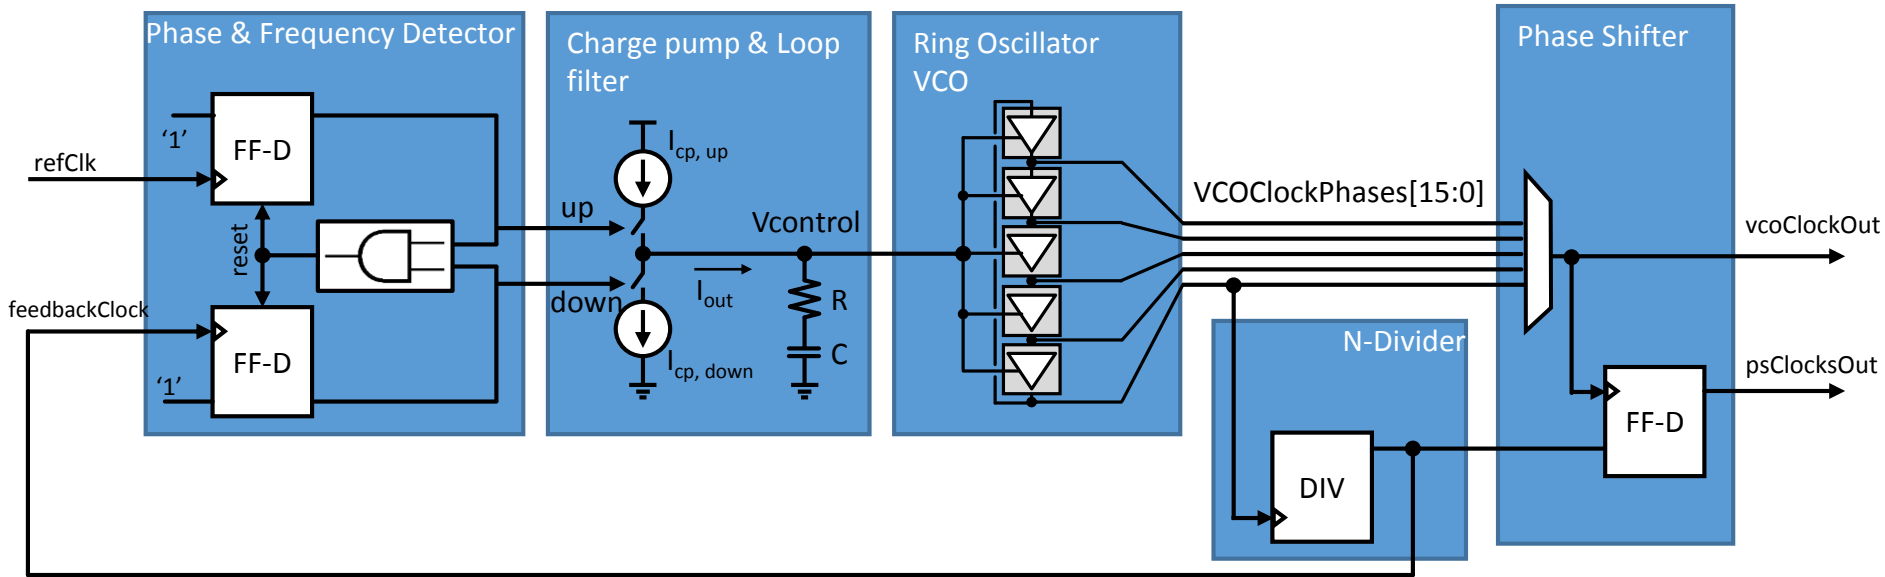 Phase & Frequency Detector
‘1’
FF-D
refClk
reset
feedbackClock
FF-D
‘1’
Charge pump & Loop
filter
Icp, up
up
Vcontrol
down
Iout
R
C
Icp, down
Ring Oscillator
VCO
VCOClockPhases[15:0]
N-Divider
DIV
Phase Shifter
vcoClockOut
psClocksOut
FF-D